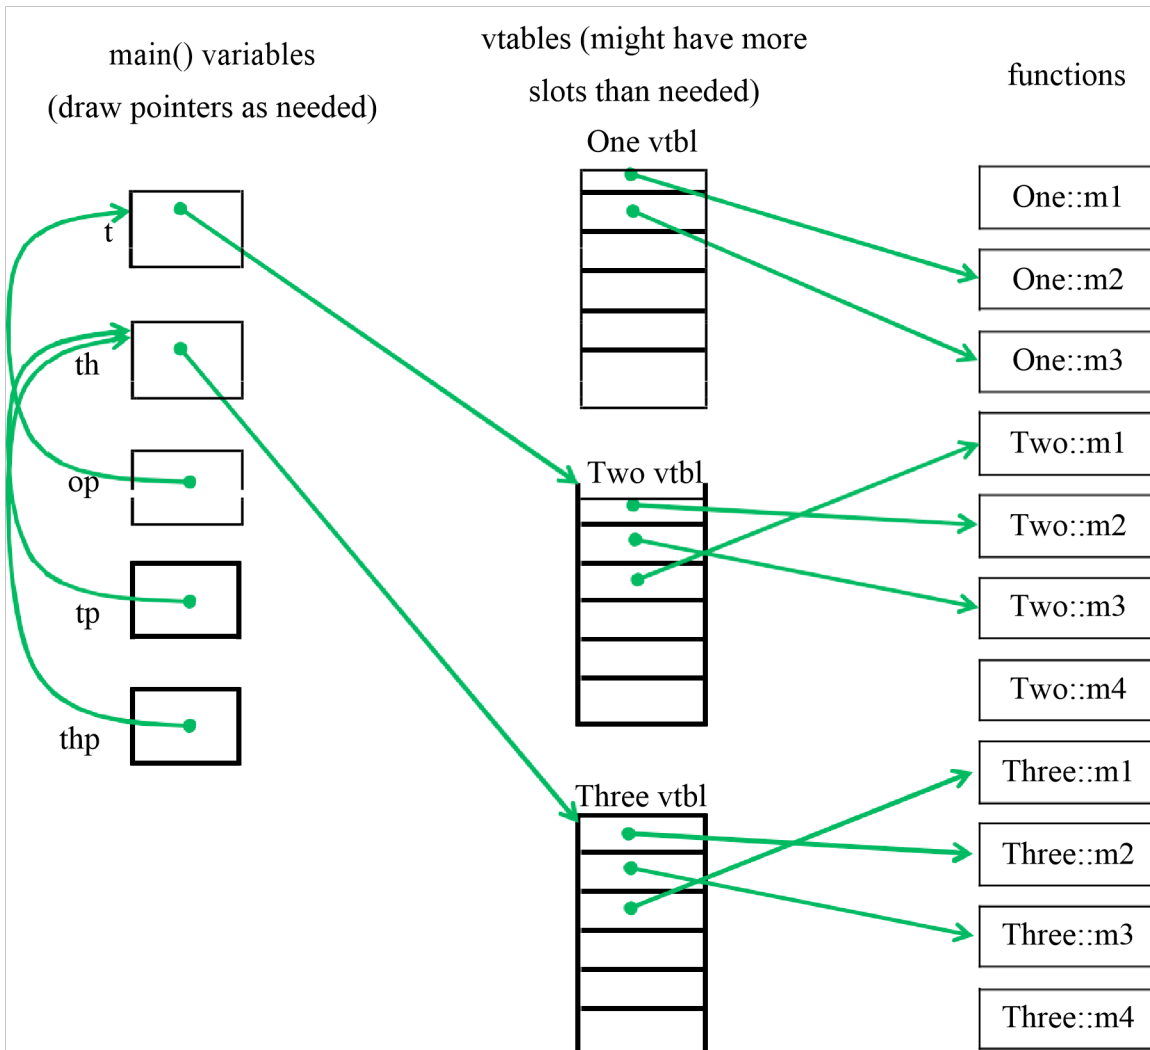 main() variables
(draw pointers as needed)
vtables (might have more
slots than needed)
functions
t
th
op
tp
thp
One vtbl
Two vtbl
Three vtbl
One::m1
One::m2
One::m3
Two::m1
Two::m2
Two::m3
Two::m4
Three::m1
Three::m2
Three::m3
Three::m4